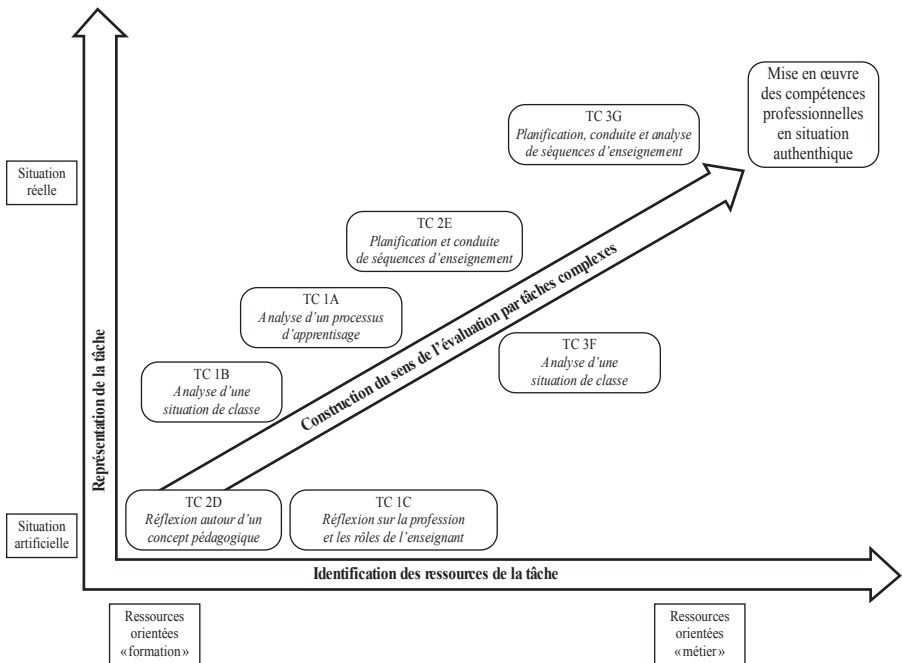 Mise en œuvre
des compétences
professionnelles
en situation
authenthique
TC 3G
Planification, conduite et analyse
de séquences d’enseignement
Situation
réelle
TC 2E
Planification et conduite
de séquences d’enseignement
TC 1A
Analyse d’un processus
d’apprentisage
TC 3F
Analyse d’une
situation de classe
TC 1B
Analyse d’une
situation de classe
Construction du sens de l’évaluation par tâches complexes
Représentation de la tâche
TC 2D
Réflexion autour d’un
concept pédagogique
TC 1C
Réflexion sur la profession
et les rôles de l’enseignant
Situation
artificielle
Identification des ressources de la tâche
Ressources
orientées
«formation»
Ressources
orientées
«métier»